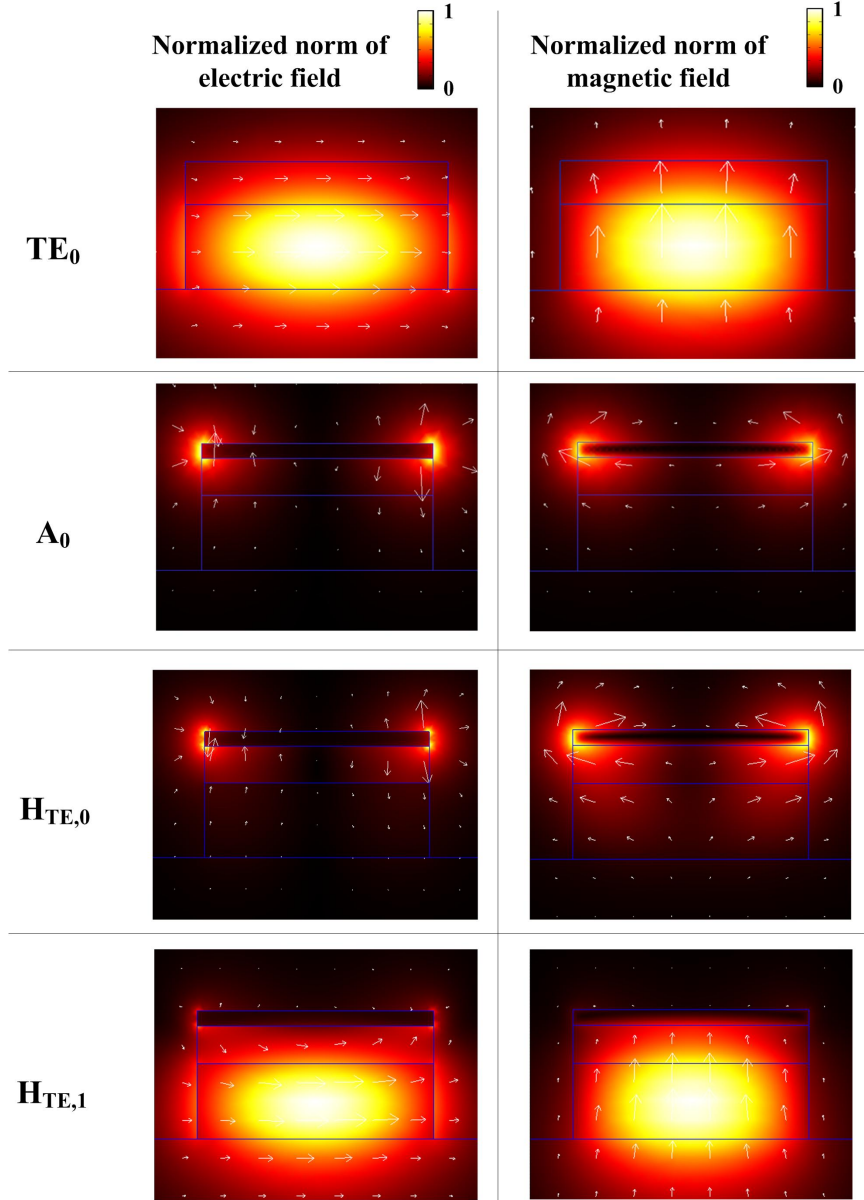 Normalized norm of
electric field
1
0
Normalized norm of
magnetic field
1
0
TE0
A0
HTE,0
HTE,1